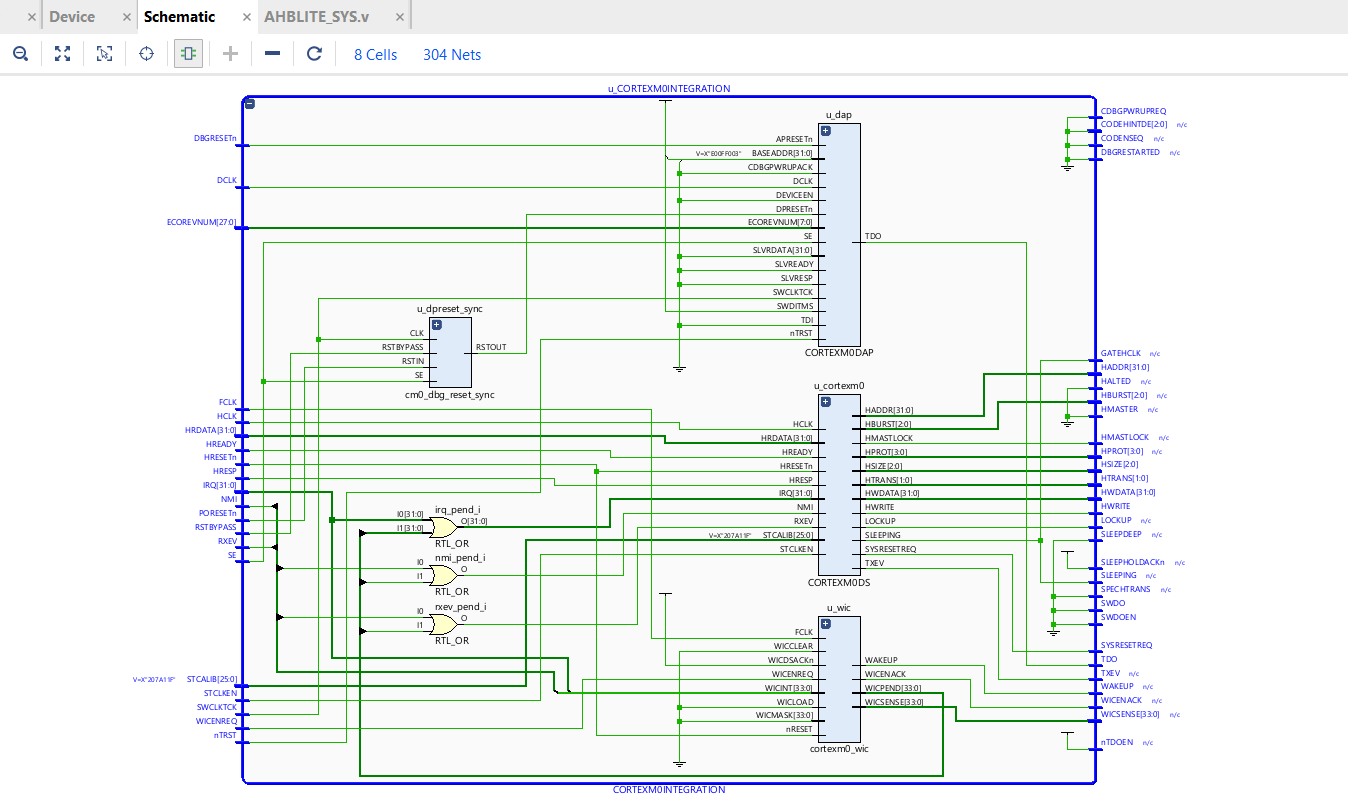 Device
Schematic
AHBLITE_SYS.v
8 Cells
304 Nets
u_CORTEXM0INTEGRATION
DBGRESETn
DCLK
ECOREVNUM[27:0]
FCLK
HCLK
HRDATA[31:0]
HREADY
HRESETn
HRESP
IRQ[31:0]
NMI
PORESETn
RSTBYPASS
RXEV
SE
V=X"207A11F" STCALIB[25:0]
STCLKEN
SWCLKTCK
WICENREQ
nTRST
u_dpreset_sync
CLK
RSTBYPASS
RSTIN
SE
RSTOUT
cm0_dbg_reset_sync
irq_pend_i
I0[31:0]
I1[31:0]
O[31:0]
RTL_OR
nmi_pend_i
I0
I1
O
RTL_OR
rxev_pend_i
I0
I1
O
RTL_OR
u_dap
APRESETn
V=X"E00FF003" BASEADDR[31:0]
CDBGPWRUPACK
DCLK
DEVICEEN
DPRESETn
ECOREVNUM[7:0]
SE
SLVRDATA[31:0]
SLVREADY
SLVRESP
SWCLKTCK
SWDITMS
TDI
nTRST
TDO
CORTEXM0DAP
u_cortexm0
HCLK
HRDATA[31:0]
HREADY
HRESETn
HRESP
IRQ[31:0]
NMI
RXEV
V=X"207A11F" STCALIB[25:0]
STCLKEN
HADDR[31:0]
HBURST[2:0]
HMASTLOCK
HPROT[3:0]
HSIZE[2:0]
HTRANS[1:0]
HWDATA[31:0]
HWRITE
LOCKUP
SLEEPING
SYSRESETREQ
TXEV
CORTEXM0DS
u_wic
FCLK
WICCLEAR
WICDSACKn
WICENREQ
WICINT[33:0]
WICLOAD
WICMASK[33:0]
nRESET
WAKEUP
WICENACK
WICPEND[33:0]
WICSENSE[33:0]
cortexm0_wic
CDBGPWRUPREQ
CODEHINTDE[2:0] n/c
CODENSEQ n/c
DBGRESTARTED n/c
GATEHCLK n/c
HADDR[31:0]
HALTED n/c
HBURST[2:0] n/c
HMASTER n/c
HMASTLOCK n/c
HPROT[3:0] n/c
HSIZE[2:0]
HTRANS[1:0]
HWDATA[31:0]
HWRITE
LOCKUP n/c
SLEEPDEEP n/c
SLEEPHOLDACKn n/c
SLEEPING n/c
SPECHTRANS n/c
SWDO n/c
SWDOEN n/c
SYSRESETREQ
TDO
TXEV n/c
WAKEUP n/c
WICENACK n/c
WICSENSE[33:0] n/c
nTDOEN n/c
CORTEXM0INTEGRATION